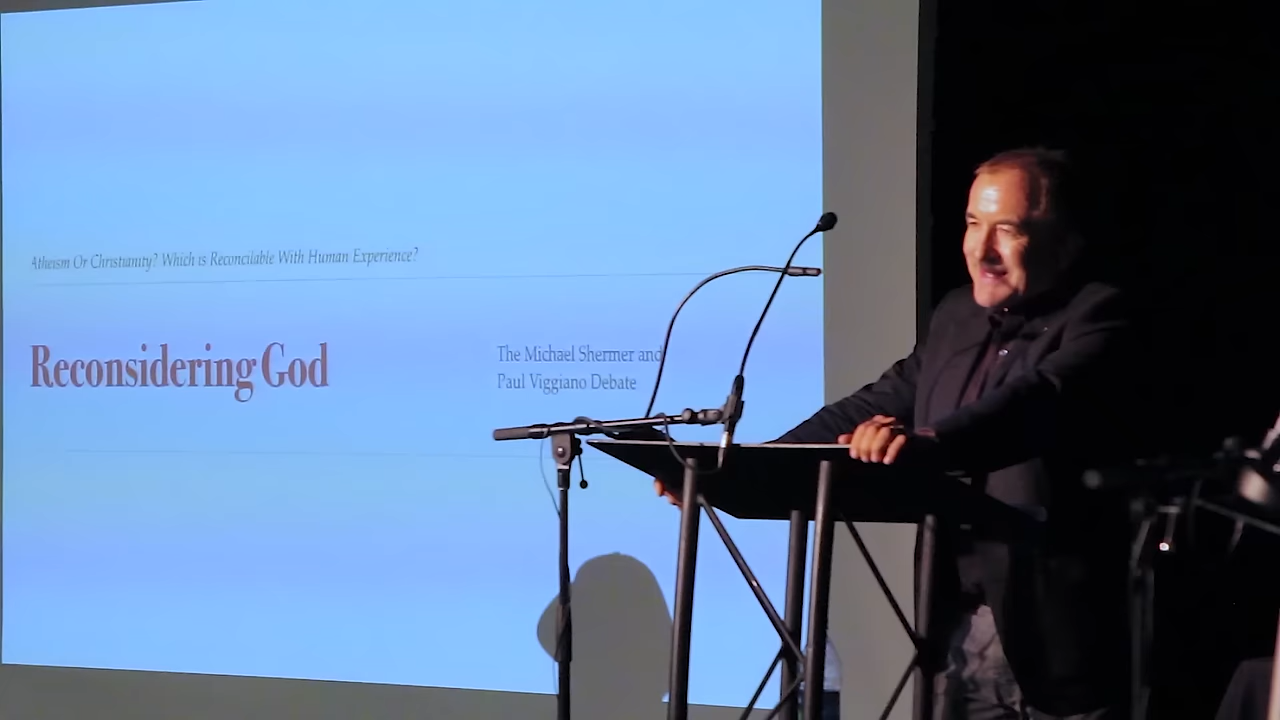 Atheism Or Christianity? Which is Reconcilable With Human Experience?
Reconsidering God
The Michael Shermer and
Paul Viggiano Debate